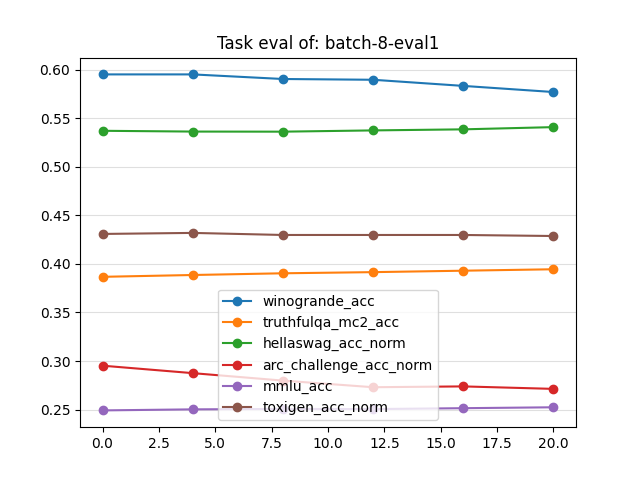 Task eval of: batch-8-eval1
0.60
0.55
0.50
0.45
0.40
0.35
0.30
0.25
winogrande_acc
truthfulqa_mc2_acc
hellaswag_acc_norm
arc_challenge_acc_norm
mmlu_acc
toxigen_acc_norm
0.0 2.5 5.0 7.5 10.0 12.5 15.0 17.5 20.0